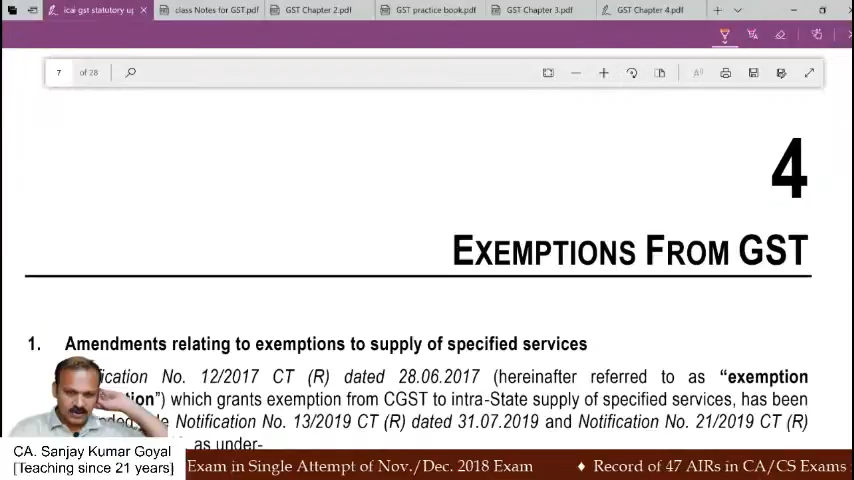 icai gst statutory up
class Notes for GST.pdf
GST Chapter 2.pdf
GST practice book.pdf
GST Chapter 3.pdf
GST Chapter 4.pdf
7 of 28
4
EXEMPTIONS FROM GST
1. Amendments relating to exemptions to supply of specified services
ication No. 12/2017 CT (R) dated 28.06.2017 (hereinafter referred to as “exemption
tion”) which grants exemption from CGST to intra-State supply of specified services, has been
nded Notification No. 13/2019 CT (R) dated 31.07.2019 and Notification No. 21/2019 CT (R)
, as under-
CA. Sanjay Kumar Goyal
[Teaching since 21 years]
Exam in Single Attempt of Nov./Dec. 2018 Exam ♦ Record of 47 AIRs in CA/CS Exams